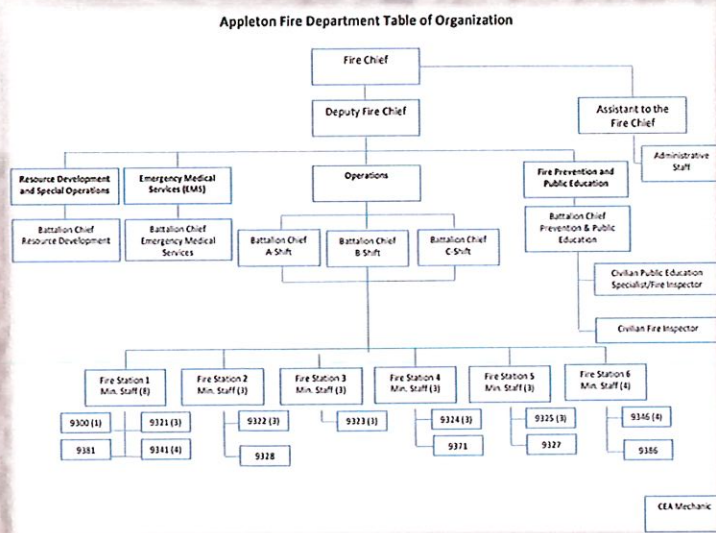 Appleton Fire Department Table of Organization
Fire Chief
Deputy Fire Chief
Assistant to the
Fire Chief
Administrative
Staff
Resource Development
and Special Operations
Emergency Medical
Services (EMS)
Operations
Fire Prevention and
Public Education
Battalion Chief
Resource Development
Battalion Chief
Emergency Medical
Services
Battalion Chief
A-Shift
Battalion Chief
B-Shift
Battalion Chief
C-Shift
Battalion Chief
Prevention & Public
Education
Civilian Public Education
Specialist/Fire Inspector
Civilian Fire Inspector
Fire Station 1
Min. Staff (8)
Fire Station 2
Min. Staff (3)
Fire Station 3
Min. Staff (3)
Fire Station 4
Min. Staff (3)
Fire Station 5
Min. Staff (3)
Fire Station 6
Min. Staff (4)
9300 (1)
9321 (3)
9322 (3)
9323 (3)
9324 (3)
9325 (3)
9346 (4)
9381
9341 (4)
9328
9371
9327
9386
CEA Mechanic